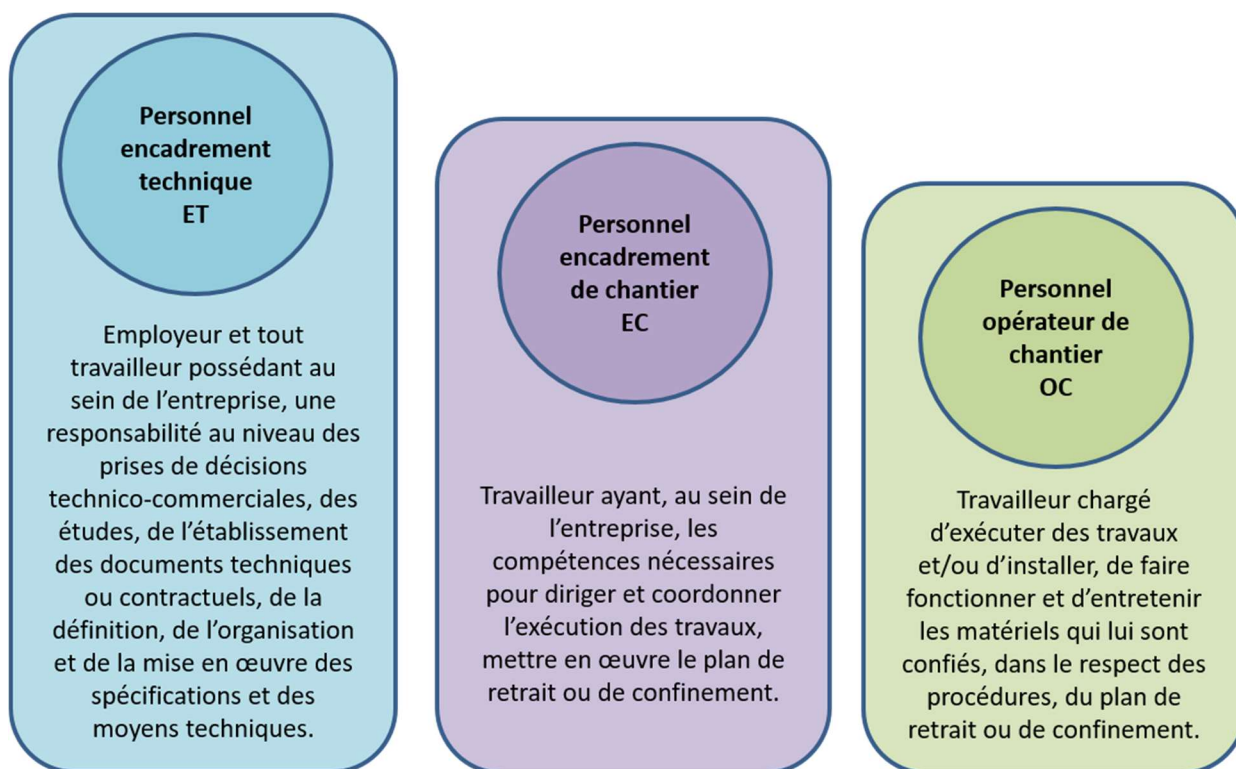 Personnel
encadrement
technique
ET
Employeur et tout
travailleur possédant au
sein de l’entreprise, une
responsabilité au niveau des
prises de décisions
technico-commerciales, des
études, de l’établissement
des documents techniques
ou contractuels, de la
définition, de l’organisation
et de la mise en œuvre des
spécifications et des
moyens techniques.
Personnel
encadrement
de chantier
EC
Travailleur ayant, au sein de
l’entreprise, les
compétences nécessaires
pour diriger et coordonner
l’exécution des travaux,
mettre en œuvre le plan de
retrait ou de confinement.
Personnel
opérateur de
chantier
OC
Travailleur chargé
d’exécuter des travaux
et/ou d’installer, de faire
fonctionner et d’entretenir
les matériels qui lui sont
confiés, dans le respect des
procédures, du plan de
retrait ou de confinement.